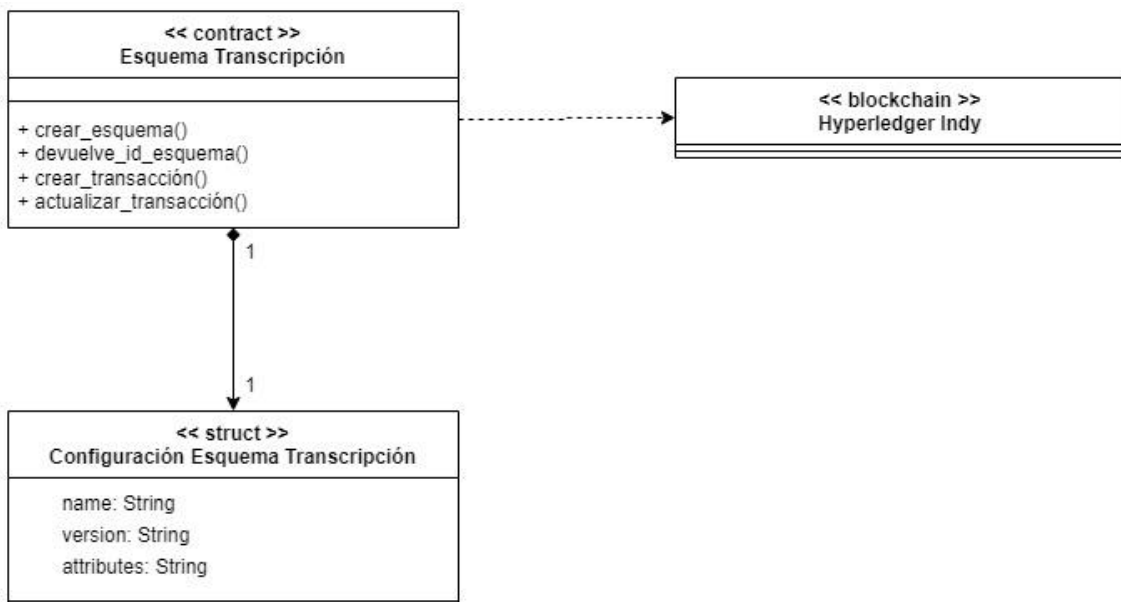 << contract >>
Esquema Transcripción
+ crear_esquema()
+ devuelve_id_esquema()
+ crear_transacción()
+ actualizar_transacción()
<< blockchain >>
Hyperledger Indy
1
1
<< struct >>
Configuración Esquema Transcripción
name: String
version: String
attributes: String